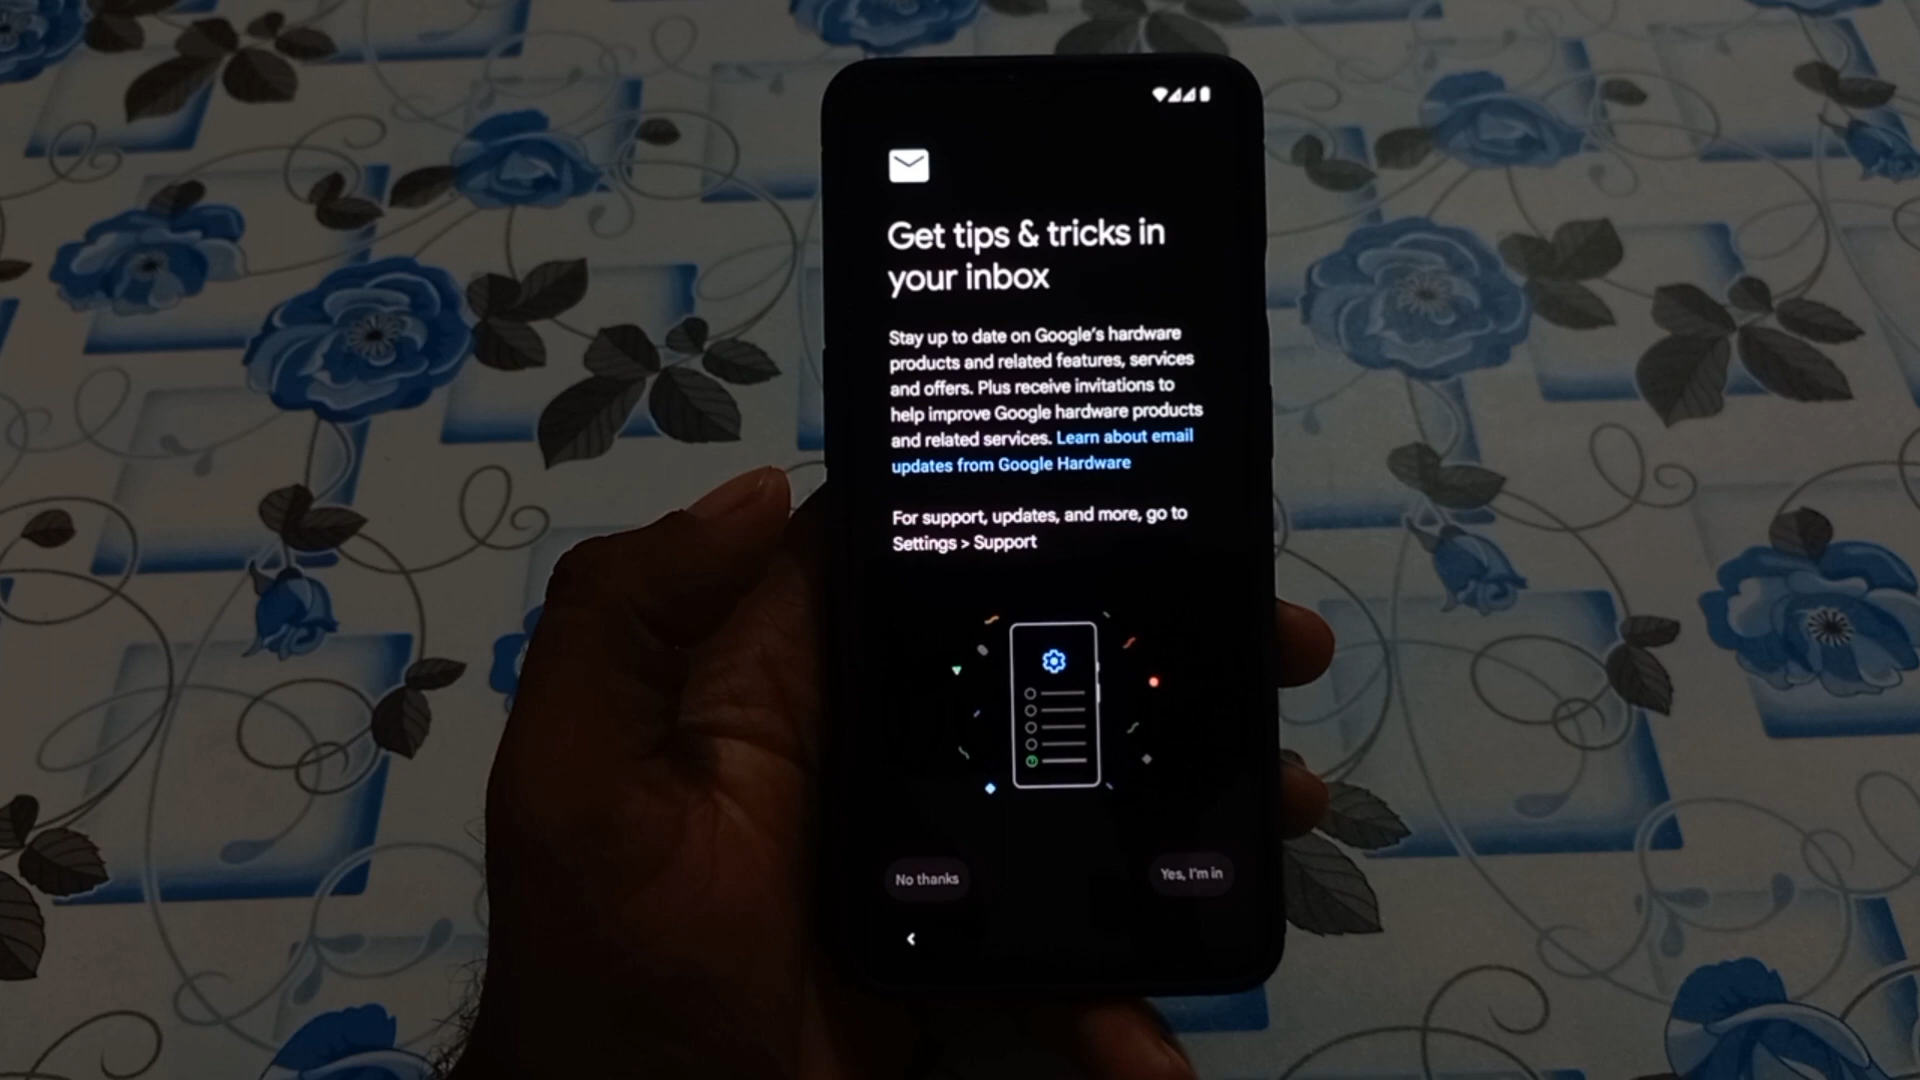 Get tips & tricks in
your inbox
Stay up to date on Google's hardware
products and related features, services
and offers. Plus receive invitations to
help improve Google hardware products
and related services. Learn about email
updates from Google Hardware
For support, updates, and more, go to
Settings > Support
No thanks
Yes, I'm in